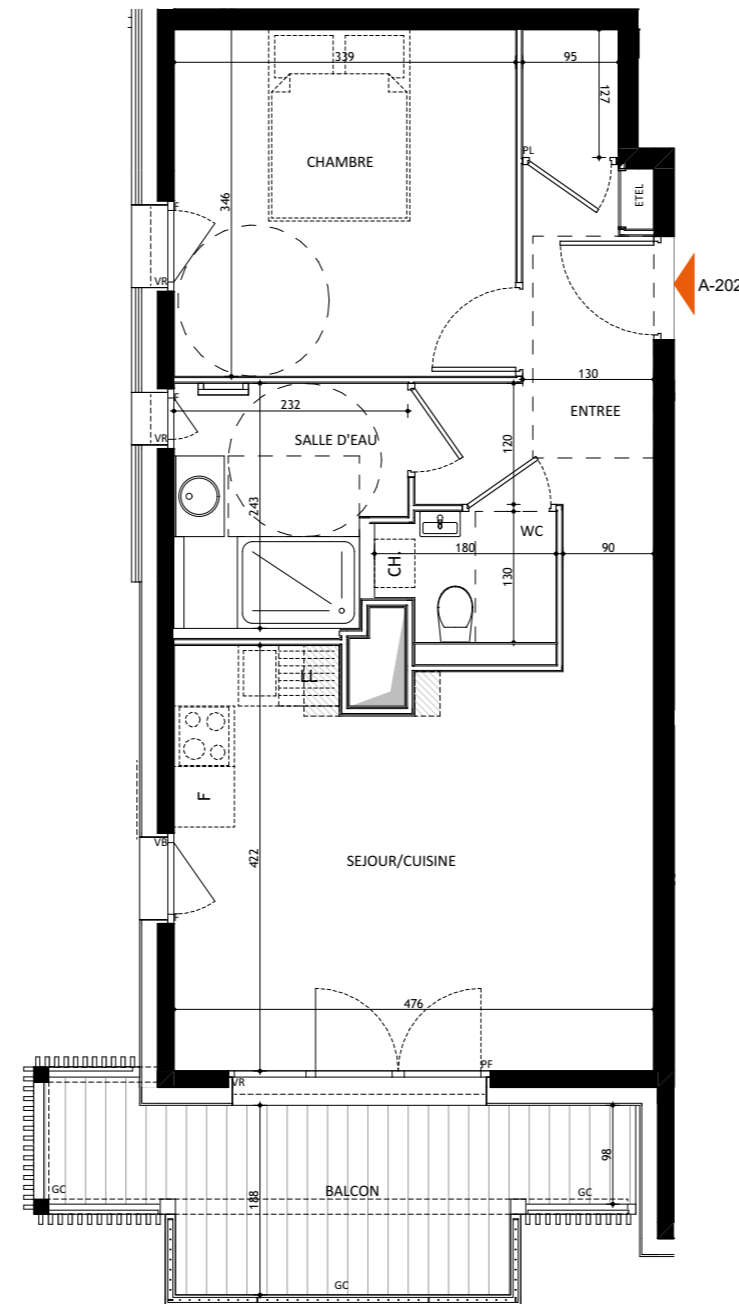 339
95
127
CHAMBRE
PL
346
ETEL
F
VR
A-202
130
F
232
ENTREE
VR
SALLE D'EAU
120
243
WC
180
90
CH.
130
LL
F
VB
422
SEJOUR/CUISINE
F
476
PF
VR
98
GC
188
BALCON
GC
GC